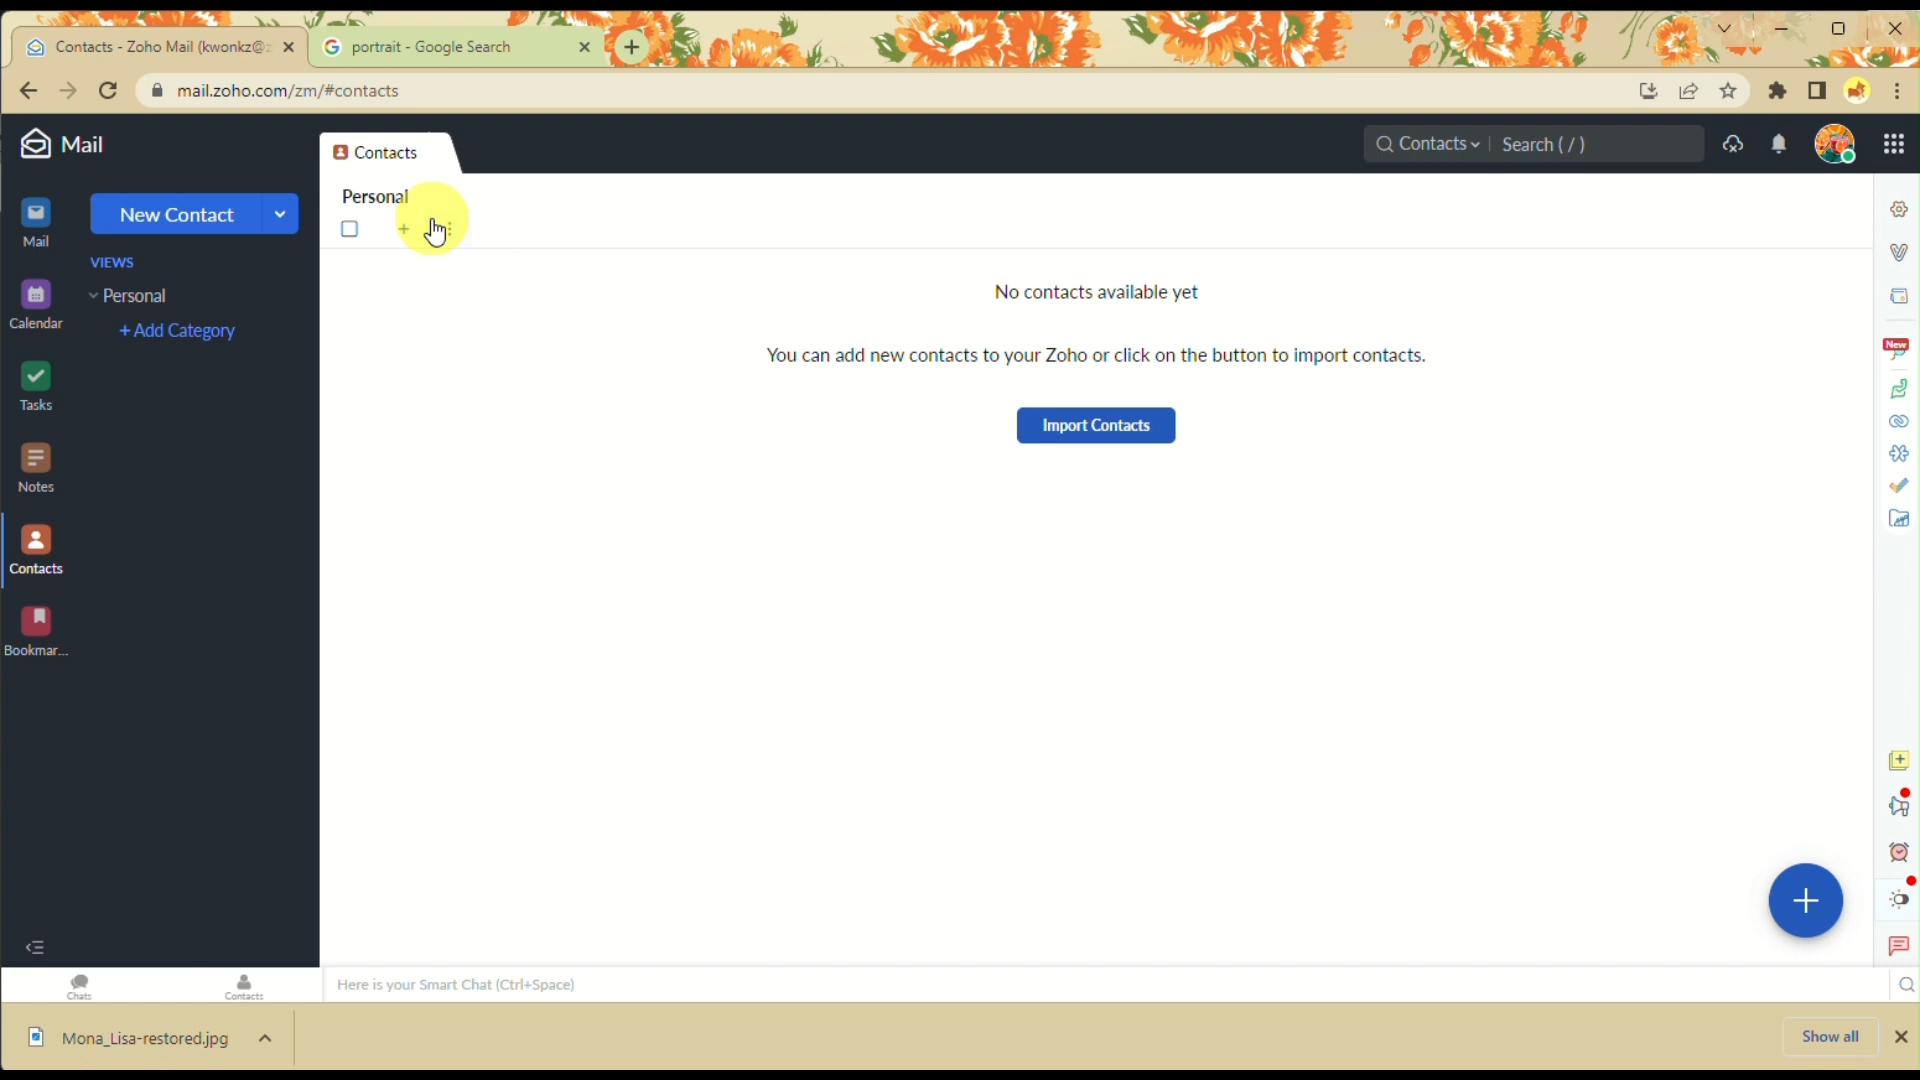 Contacts - Zoho Mail (kwonkz@z
portrait - Google Search
mail.zoho.com/zm/#contacts
Mail
Contacts
Contacts
Search ( / )
Personal
New Contact
VIEWS
Personal
+ Add Category
Mail
Calendar
Tasks
Notes
Contacts
Bookmar...
No contacts available yet
You can add new contacts to your Zoho or click on the button to import contacts.
Import Contacts
New
Chats
Contacts
Here is your Smart Chat (Ctrl+Space)
Mona_Lisa-restored.jpg
Show all